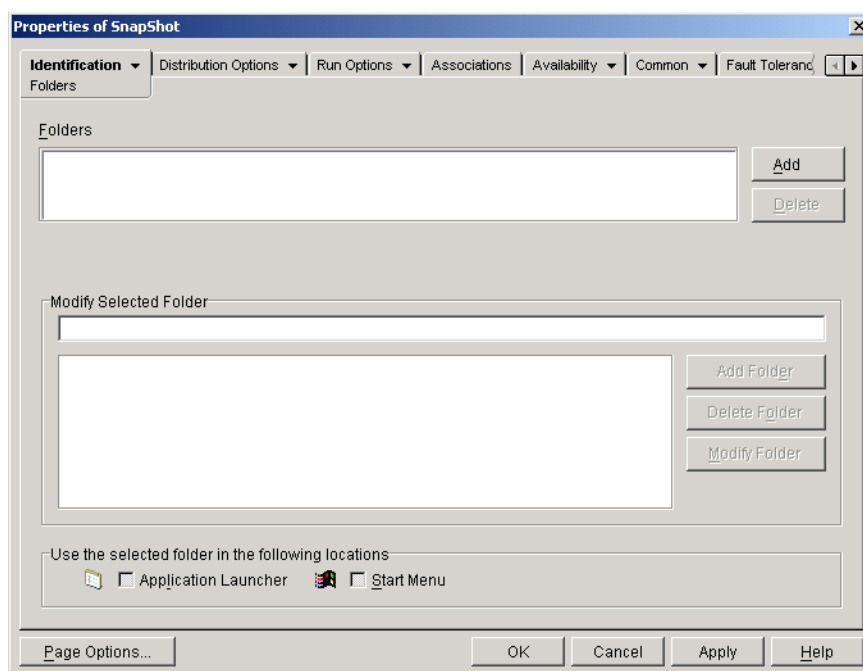 Properties of SnapShot
Identification Distribution Options Run Options Associations Availability Common Fault Toleranc
Folders
Folders
Add
Delete
Modify Selected Folder
Add Folder
Delete Folder
Modify Folder
Use the selected folder in the following locations
Application Launcher Start Menu
Page Options... OK Cancel Apply Help